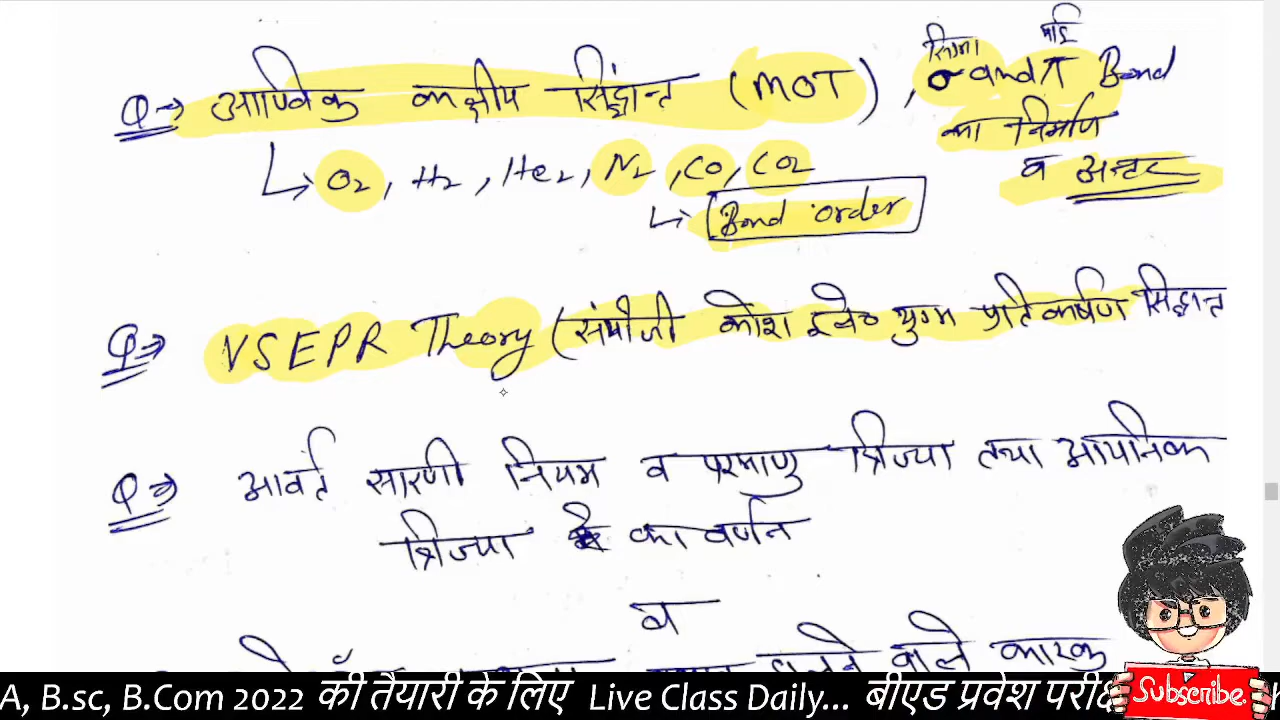 सिग्मा पाई
Q→ आण्विक कक्षीय सिद्धान्त (MOT), σ and π Bond
का निर्माण
व अन्तर
↳ O2, H2, He2, N2, CO, CO2
↳ Bond order
Q⇒ VSEPR Theory (संयोजी कोश इले० युग्म प्रतिकर्षण सिद्धान्त
Q⇒ आवर्त सारणी नियम व परमाणु त्रिज्या तथा आयनिक
त्रिज्या का वर्णन
वाले कारक
A, B.sc, B.Com 2022 की तैयारी के लिए Live Class Daily... बीएड प्रवेश
Subscribe.